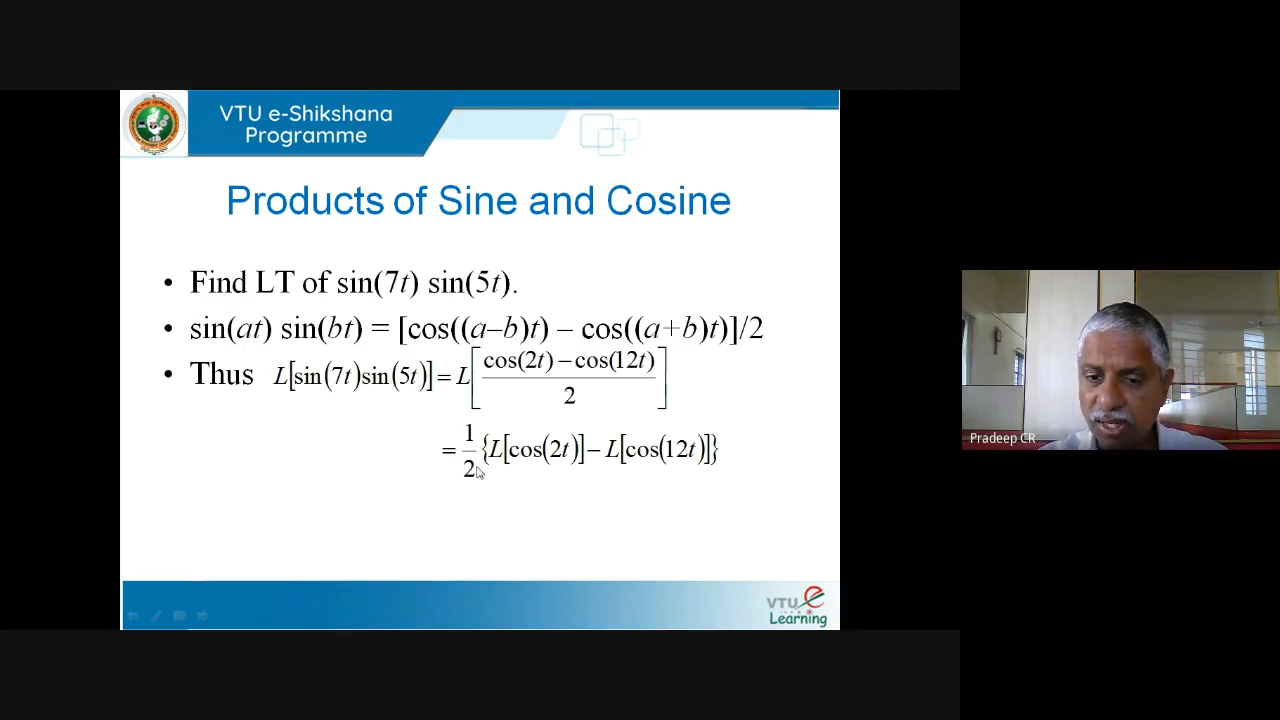 VTU e-Shikshana
Programme
Products of Sine and Cosine
• Find LT of sin(7t) sin(5t).
• sin(at) sin(bt) = [cos((a–b)t) – cos((a+b)t)]/2
• Thus L[sin(7t)sin(5t)] = L[(cos(2t) – cos(12t))/2]
= 1/2 {L[cos(2t)] – L[cos(12t)]}
Pradeep CR
VTU e
Learning